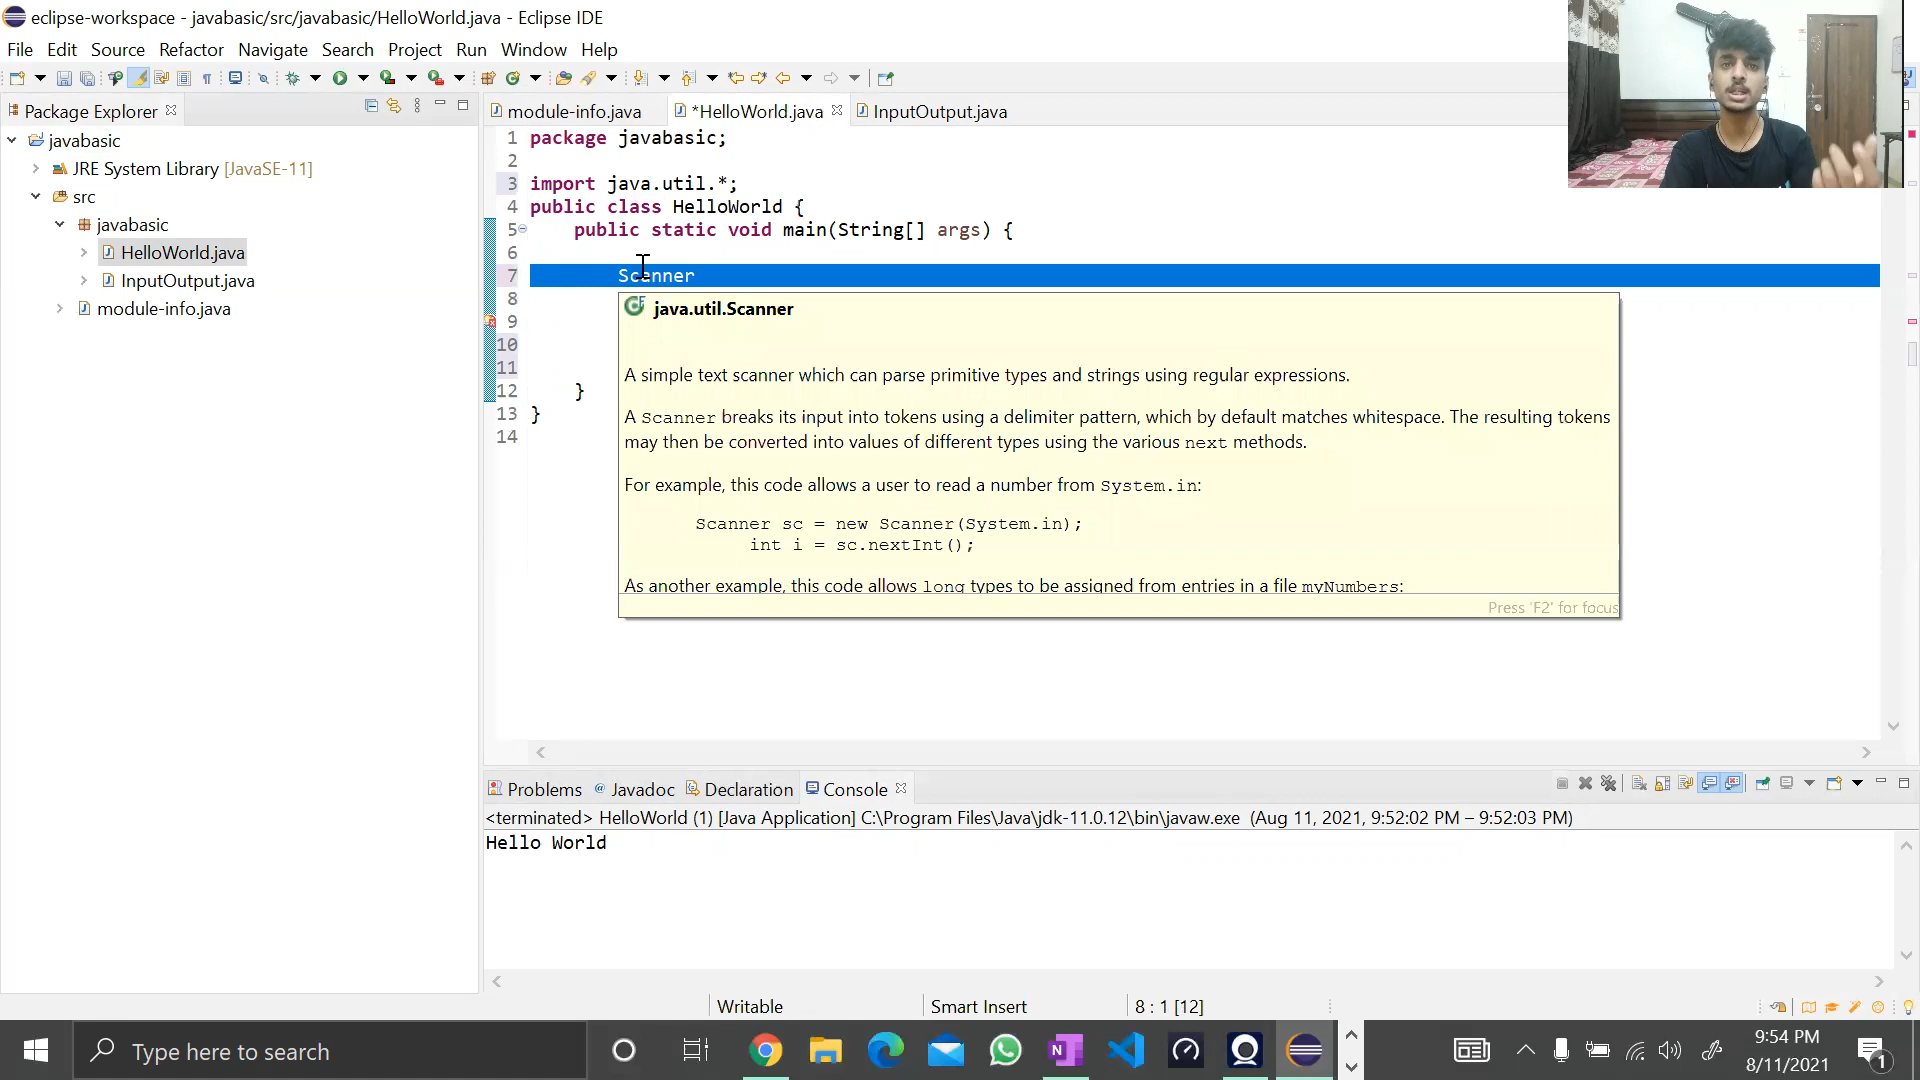 eclipse-workspace - javabasic/src/javabasic/HelloWorld.java - Eclipse IDE
File Edit Source Refactor Navigate Search Project Run Window Help
Package Explorer
module-info.java
*HelloWorld.java
InputOutput.java
javabasic
JRE System Library [JavaSE-11]
src
javabasic
HelloWorld.java
InputOutput.java
module-info.java
1 package javabasic;
2
3 import java.util.*;
4 public class HelloWorld {
5 public static void main(String[] args) {
6
7 Scanner
8
9
10
11
12 }
13 }
14
java.util.Scanner
A simple text scanner which can parse primitive types and strings using regular expressions.
A Scanner breaks its input into tokens using a delimiter pattern, which by default matches whitespace. The resulting tokens
may then be converted into values of different types using the various next methods.
For example, this code allows a user to read a number from System.in:
Scanner sc = new Scanner(System.in);
int i = sc.nextInt();
As another example, this code allows long types to be assigned from entries in a file myNumbers:
Press 'F2' for focus
Problems @ Javadoc Declaration Console
<terminated> HelloWorld (1) [Java Application] C:\Program Files\Java\jdk-11.0.12\bin\javaw.exe (Aug 11, 2021, 9:52:02 PM – 9:52:03 PM)
Hello World
Writable Smart Insert 8 : 1 [12]
Type here to search
9:54 PM
8/11/2021
1